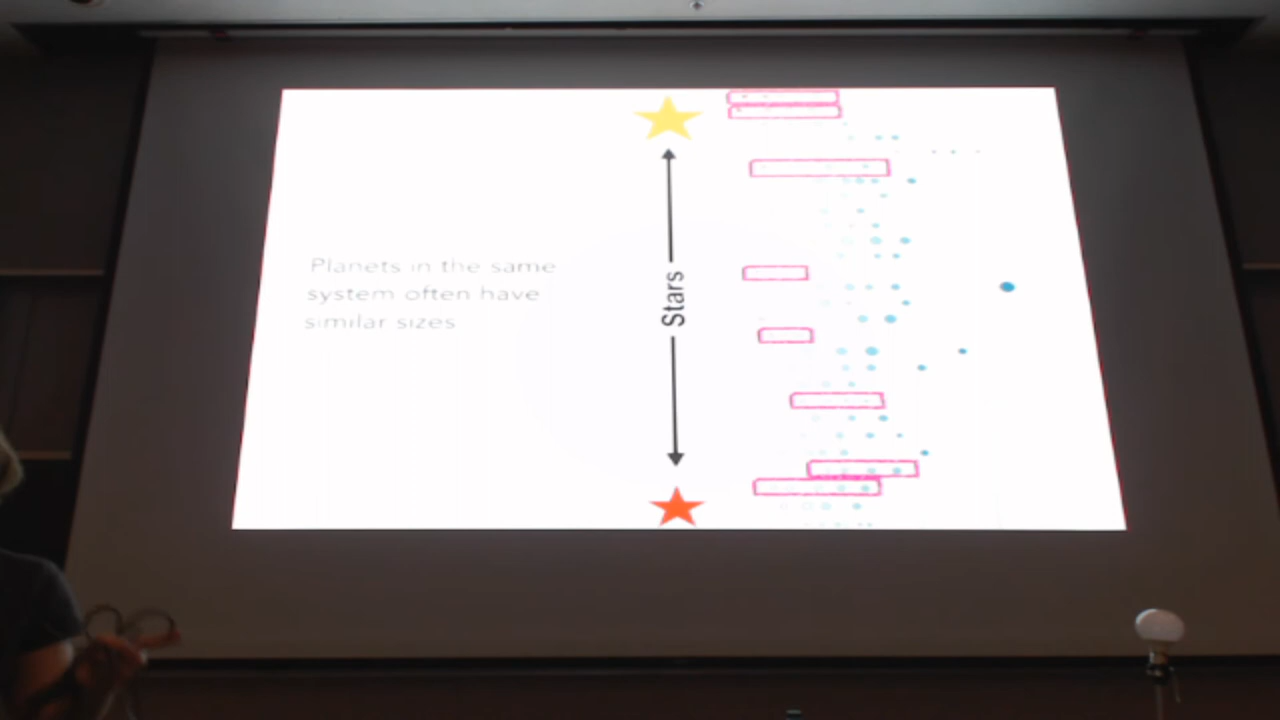 Planets in the same
system often have
similar sizes
Stars